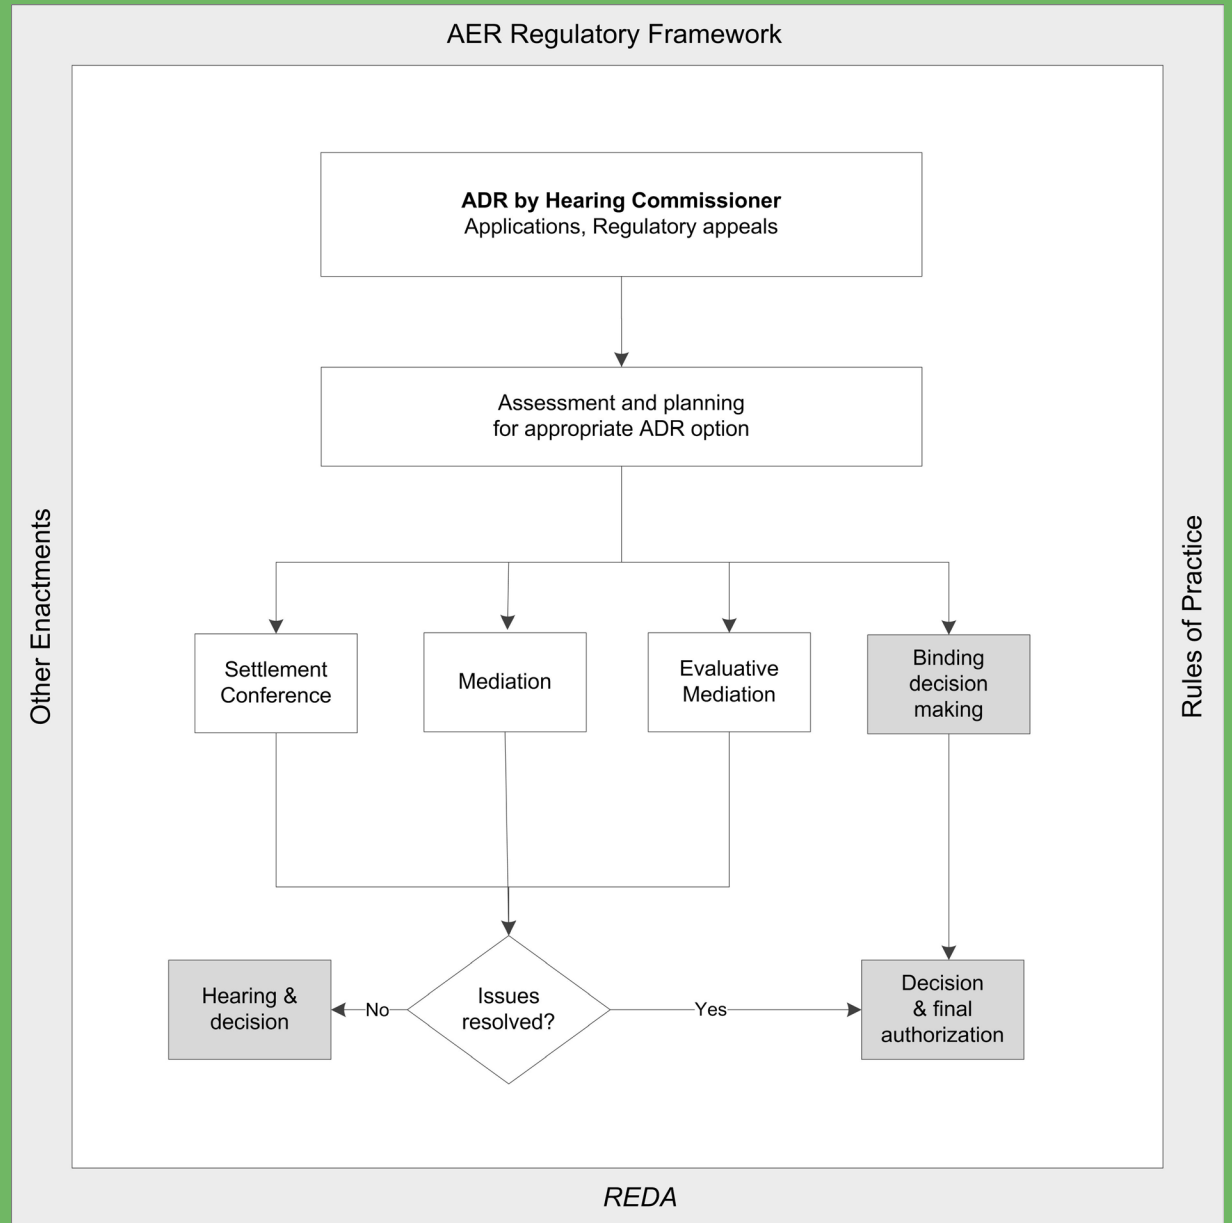 AER Regulatory Framework
ADR by Hearing Commissioner
Applications, Regulatory appeals
Assessment and planning
for appropriate ADR option
Other Enactments
Rules of Practice
Settlement
Conference
Mediation
Evaluative
Mediation
Binding
decision
making
Hearing &
decision
No
Issues
resolved?
Yes
Decision
& final
authorization
REDA